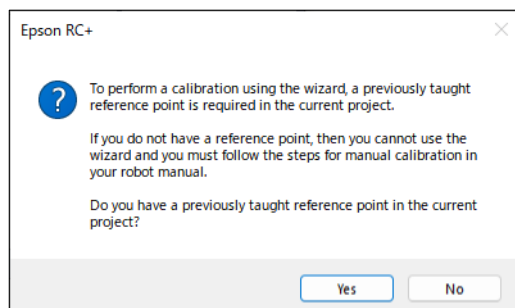 Epson RC+
To perform a calibration using the wizard, a previously taught
reference point is required in the current project.
If you do not have a reference point, then you cannot use the
wizard and you must follow the steps for manual calibration in
your robot manual.
Do you have a previously taught reference point in the current
project?
Yes No